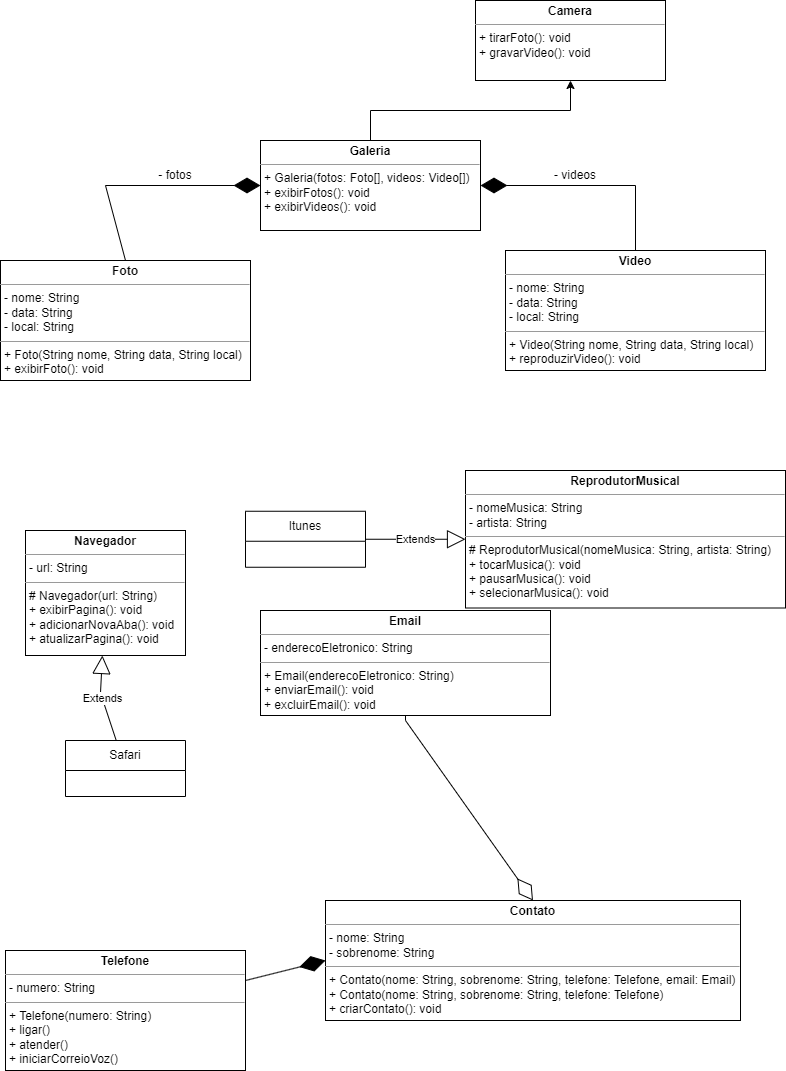 Camera
+ tirarFoto(): void
+ gravarVideo(): void
Galeria
+ Galeria(fotos: Foto[], videos: Video[])
+ exibirFotos(): void
+ exibirVideos(): void
- fotos
- videos
Foto
- nome: String
- data: String
- local: String
+ Foto(String nome, String data, String local)
+ exibirFoto(): void
Video
- nome: String
- data: String
- local: String
+ Video(String nome, String data, String local)
+ reproduzirVideo(): void
ReprodutorMusical
- nomeMusica: String
- artista: String
# ReprodutorMusical(nomeMusica: String, artista: String)
+ tocarMusica(): void
+ pausarMusica(): void
+ selecionarMusica(): void
Itunes
Extends
Navegador
- url: String
# Navegador(url: String)
+ exibirPagina(): void
+ adicionarNovaAba(): void
+ atualizarPagina(): void
Extends
Safari
Email
- enderecoEletronico: String
+ Email(enderecoEletronico: String)
+ enviarEmail(): void
+ excluirEmail(): void
Contato
- nome: String
- sobrenome: String
+ Contato(nome: String, sobrenome: String, telefone: Telefone, email: Email)
+ Contato(nome: String, sobrenome: String, telefone: Telefone)
+ criarContato(): void
Telefone
- numero: String
+ Telefone(numero: String)
+ ligar()
+ atender()
+ iniciarCorreioVoz()